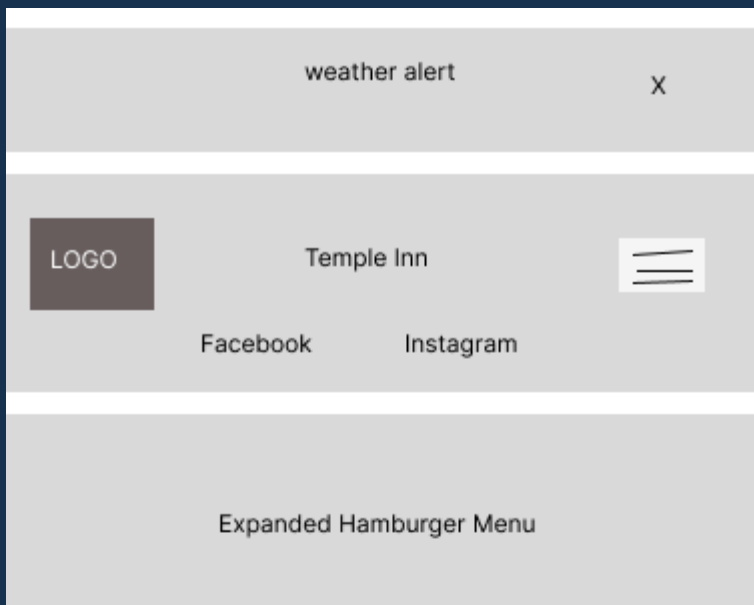 weather alert
X
LOGO
Temple Inn
Facebook
Instagram
Expanded Hamburger Menu